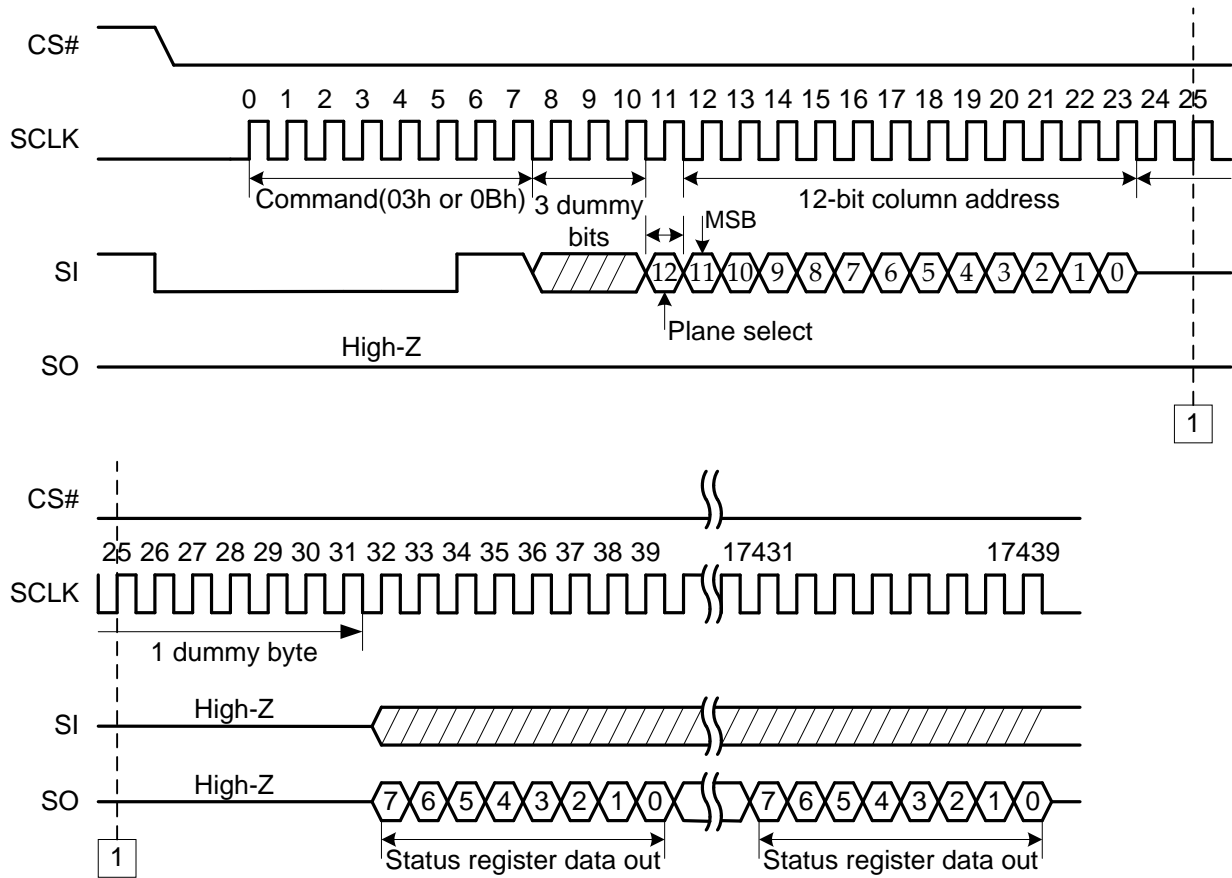 CS#
0 1 2 3 4 5 6 7 8 9 10 11 12 13 14 15 16 17 18 19 20 21 22 23 24 25
SCLK
Command(03h or 0Bh)
3 dummy
bits
12-bit column address
MSB
SI
12 11 10 9 8 7 6 5 4 3 2 1 0
Plane select
High-Z
SO
1
CS#
25 26 27 28 29 30 31 32 33 34 35 36 37 38 39 17431 17439
SCLK
1 dummy byte
SI High-Z
SO High-Z
7 6 5 4 3 2 1 0 7 6 5 4 3 2 1 0
1
Status register data out Status register data out